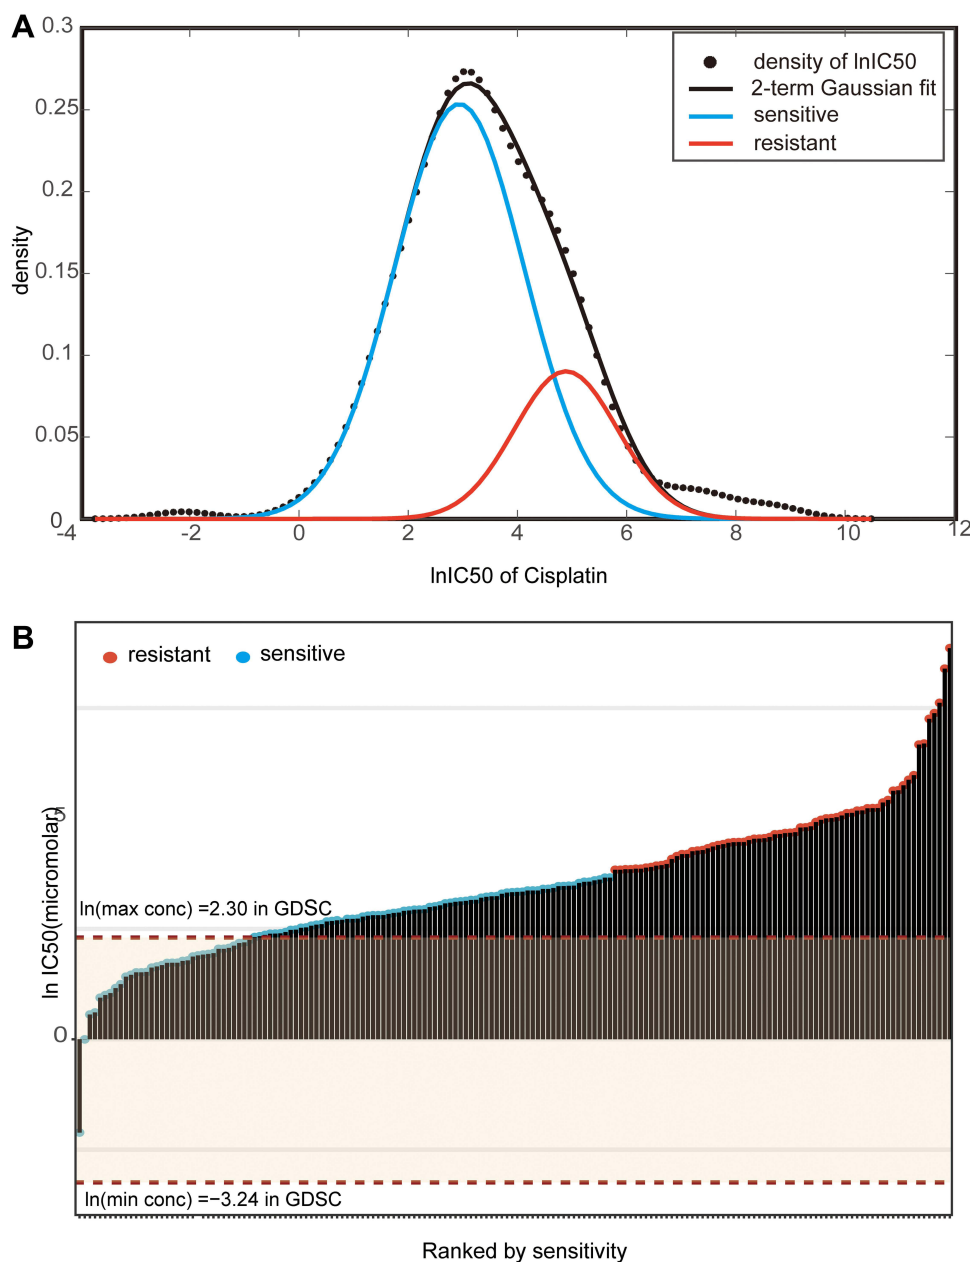 A
0.3
0.25
0.2
0.15
0.1
0.05
0
density
-4
-2
0
2
4
6
8
10
12
lnIC50 of Cisplatin
density of lnIC50
2-term Gaussian fit
sensitive
resistant
B
resistant
sensitive
5
0
ln IC50(micromolar)
ln(max conc) =2.30 in GDSC
ln(min conc) =−3.24 in GDSC
Ranked by sensitivity